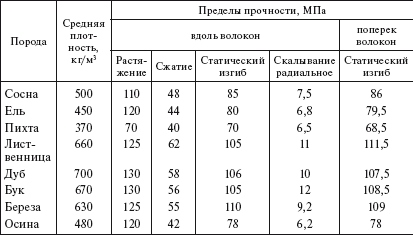 Порода Средняя плот- ность, кг/м³ Пределы прочности, МПа
вдоль волокон поперек волокон
Растя- жение Сжатие Статический изгиб Скалывание радиальное Статический изгиб
Сосна 500 110 48 85 7,5 86
Ель 450 120 44 80 6,8 79,5
Пихта 370 70 40 70 6,5 68,5
Лист-
венница 660 125 62 105 11 111,5
Дуб 700 130 58 106 10 107,5
Бук 670 130 56 105 12 108,5
Береза 630 125 55 110 9,2 109
Осина 480 120 42 78 6,2 78